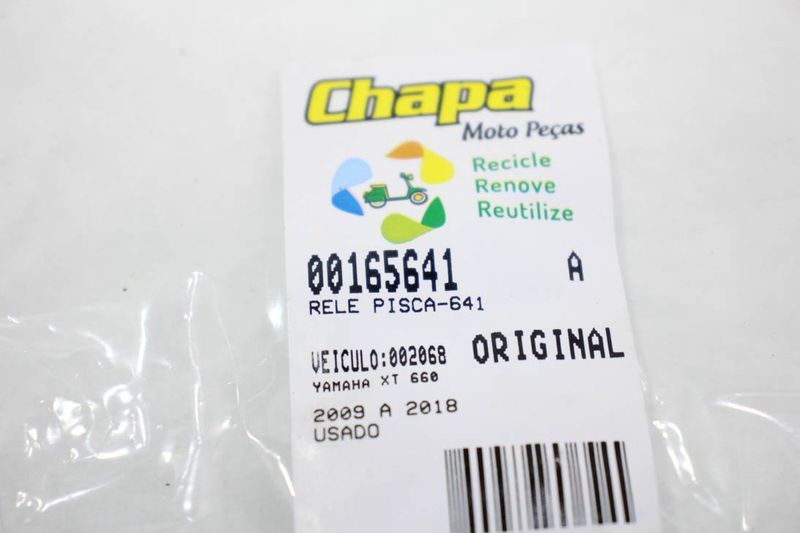 Chapa
Moto Peças
Recicle
Renove
Reutilize
00165641 A
RELE PISCA-641
VEICULO:002068 ORIGINAL
YAMAHA XT 660
2009 A 2018
USADO